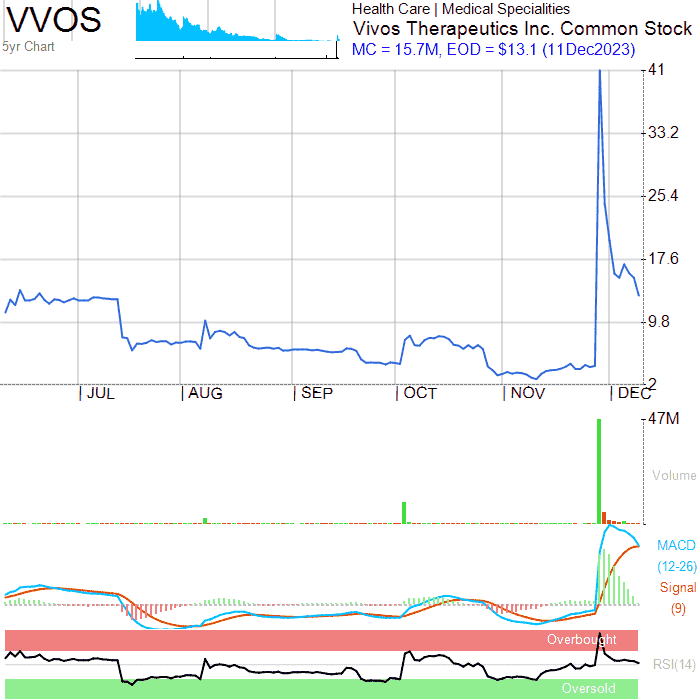 VVOS
5yr Chart
Health Care | Medical Specialities
Vivos Therapeutics Inc. Common Stock
MC = 15.7M, EOD = $13.1 (11Dec2023)
41
33.2
25.4
17.6
9.8
2
JUL AUG SEP OCT NOV DEC
47M
Volume
MACD
(12-26)
Signal
(9)
Overbought
RSI(14)
Oversold